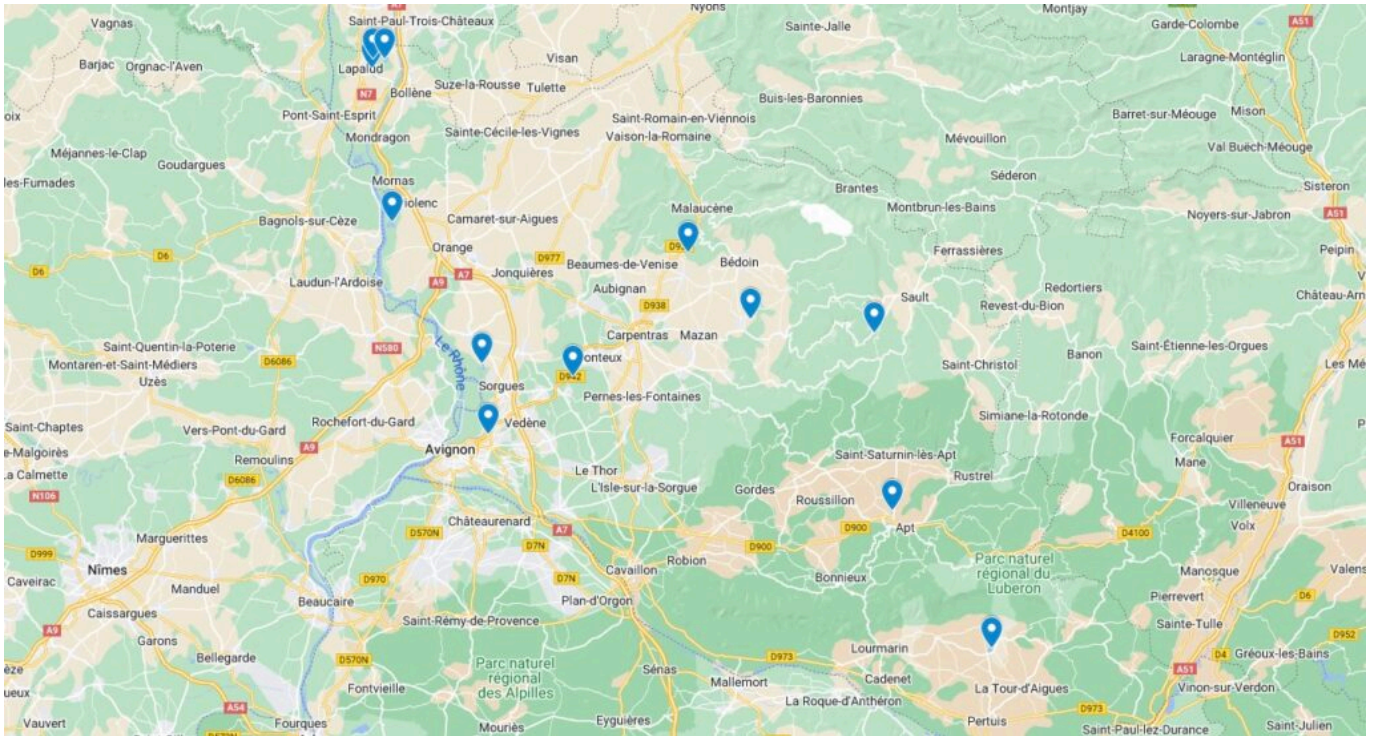 Nyons
Montjay
Vagnas
A7
Saint-Paul-Trois-Châteaux
Sainte-Jalle
Garde-Colombe
A51
Barjac
Orgnac-l'Aven
Lapalud
Visan
Laragne-Montéglin
N7
Bollène
Suze-la-Rousse
Tulette
Buis-les-Baronnies
Pont-Saint-Esprit
Saint-Romain-en-Viennois
Barret-sur-Méouge
Mison
Mondragon
Sainte-Cécile-les-Vignes
Vaison-la-Romaine
Mévouillon
Val Buëch-Méouge
Méjannes-le-Clap
Goudargues
les-Fumades
Mornas
Séderon
Sisteron
Brantes
iolenc
Malaucène
Montbrun-les-Bains
Noyers-sur-Jabron
A51
Bagnols-sur-Cèze
Camaret-sur-Aigues
Orange
Ferrassières
Peipin
D6
D6
D977
Beaumes-de-Venise
Bédoin
Laudun-l'Ardoise
A9
A7
Jonquières
Aubignan
Sault
Redortiers
Revest-du-Bion
Château-Arn
D938
Carpentras
Mazan
Saint-Quentin-la-Poterie
N580
Le Rhône
Saint-Étienne-les-Orgues
Montaren-et-Saint-Médiers
D6086
onteux
Saint-Christol
Banon
Les Mé
Uzès
D942
Sorgues
Pernes-les-Fontaines
Simiane-la-Rotonde
Saint-Chaptes
Vers-Pont-du-Gard
Rochefort-du-Gard
Vedène
Forcalquier
A51
e-Malgoirès
A9
Avignon
Saint-Saturnin-lès-Apt
Mane
Remoulins
La Calmette
D6086
Le Thor
Rustrel
L'Isle-sur-la-Sorgue
Gordes
Roussillon
Oraison
N106
Villeneuve
Châteaurenard
A7
D900
Apt
Volx
Marguerittes
D570N
D7N
D900
D4100
D999
Nîmes
Robion
Parc naturel
régional du
Luberon
Caveirac
Manduel
D970
D7N
Cavaillon
Bonnieux
Manosque
Valens
Caissargues
Beaucaire
Plan-d'Orgon
Pierrevert
D6
A9
Saint-Rémy-de-Provence
Sainte-Tulle
Garons
D952
Bellegarde
D570N
Parc naturel
régional
des Alpilles
Sénas
D973
Lourmarin
D4
Gréoux-les-Bains
A51
Fontvieille
Mallemort
Cadenet
La Tour-d'Aigues
Vinon-sur-Verdon
La Roque-d'Anthéron
A54
D973
Vauvert
Fourques
Mouriès
Eyguières
Pertuis
Saint-Paul-lez-Durance
Saint-Julien